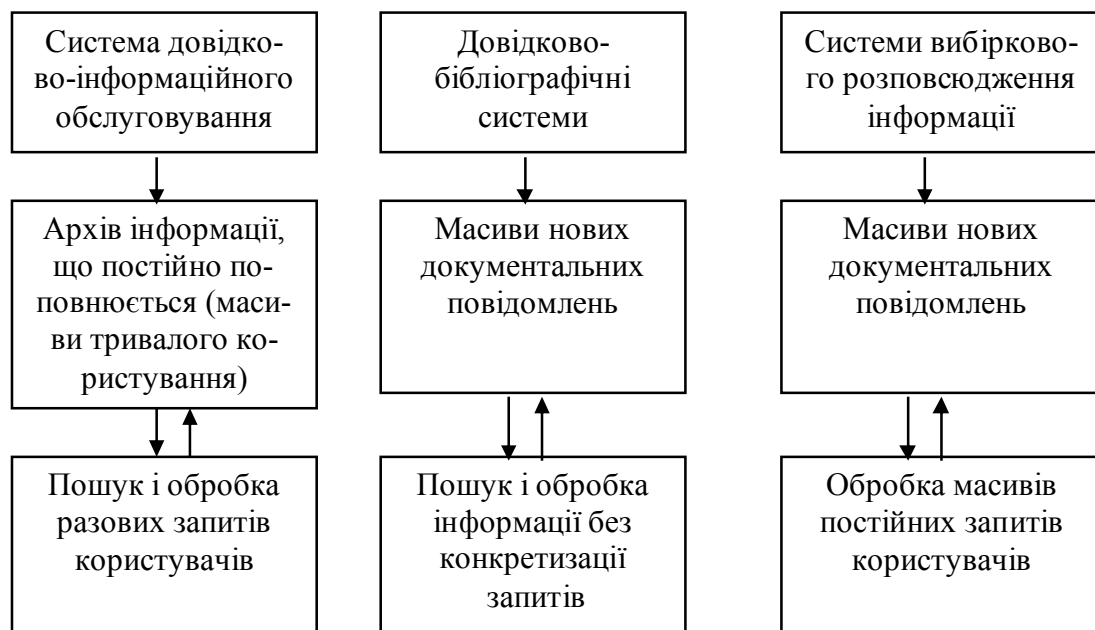 Система довідко-
во-інформаційного
обслуговування
Довідково-
бібліографічні
системи
Системи вибірково-
го розповсюдження
інформації
Архів інформації,
що постійно по-
повнюється (маси-
ви тривалого ко-
ристування)
Масиви нових
документальних
повідомлень
Масиви нових
документальних
повідомлень
Пошук і обробка
разових запитів
користувачів
Пошук і обробка
інформації без
конкретизації
запитів
Обробка масивів
постійних запитів
користувачів